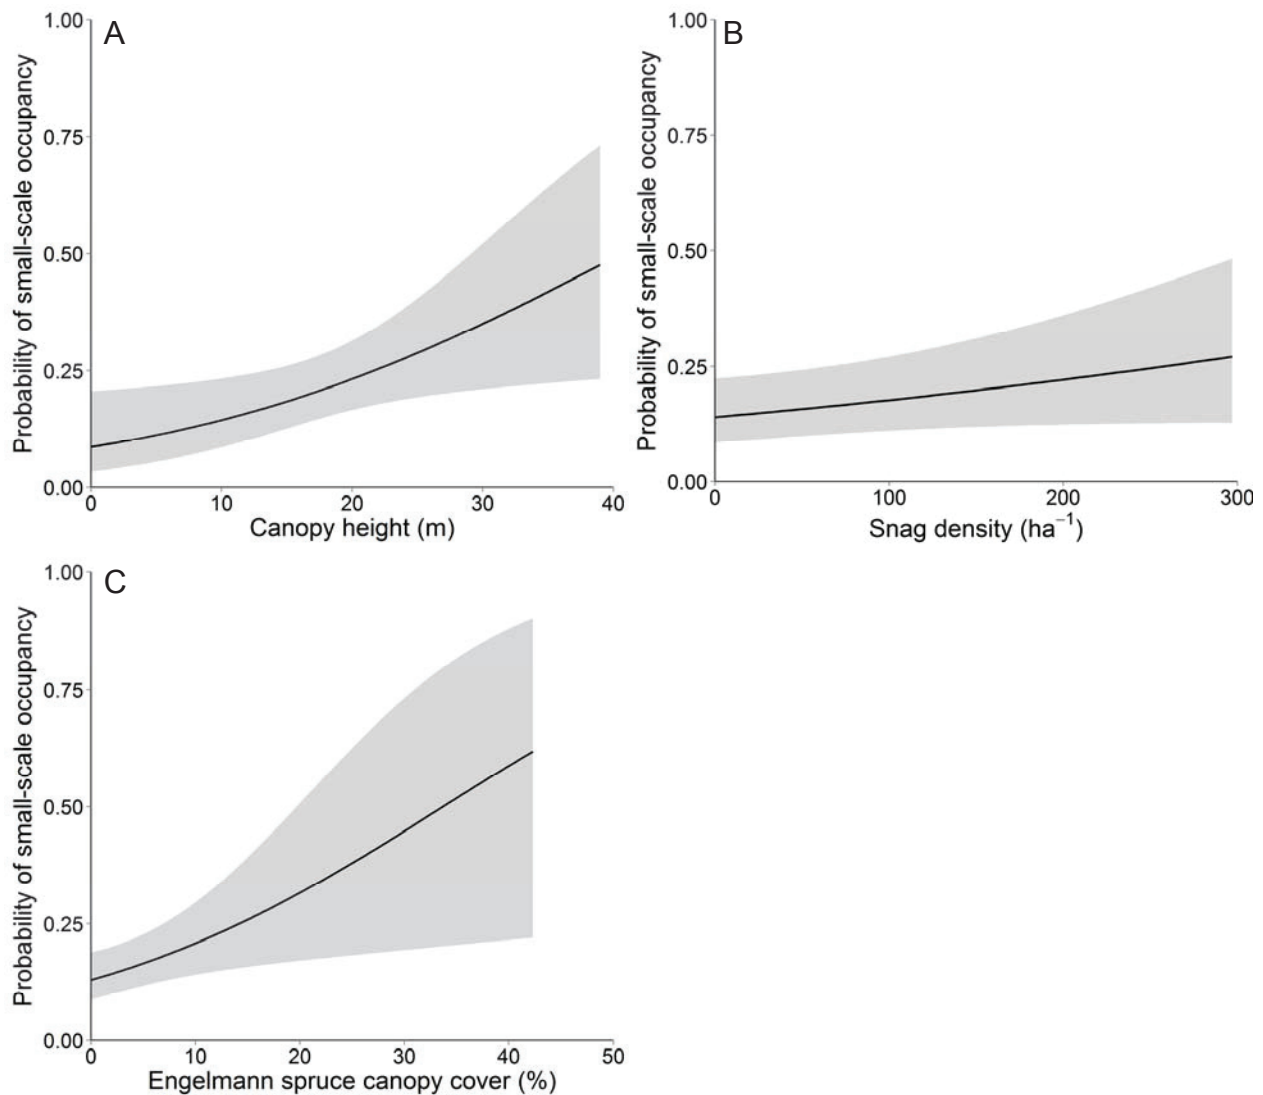 A
Probability of small-scale occupancy
1.00
0.75
0.50
0.25
0.00
0 10 20 30 40
Canopy height (m)
B
Probability of small-scale occupancy
1.00
0.75
0.50
0.25
0.00
0 100 200 300
Snag density (ha⁻¹)
C
Probability of small-scale occupancy
1.00
0.75
0.50
0.25
0.00
0 10 20 30 40 50
Engelmann spruce canopy cover (%)